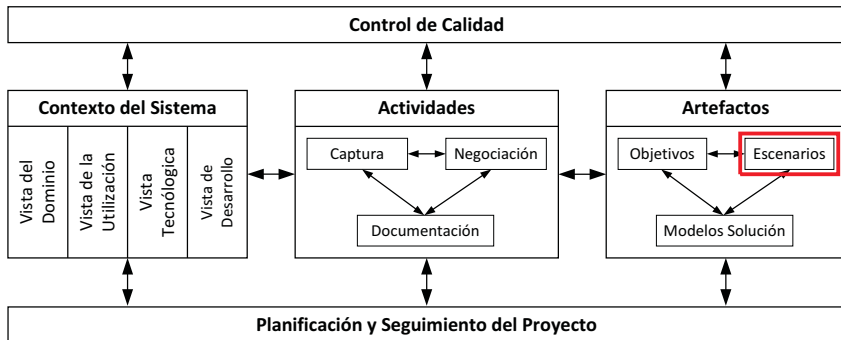 Control de Calidad
Contexto del Sistema
Vista del
Dominio
Vista de la
Utilización
Vista
Tecnólogica
Vista de
Desarrollo
Actividades
Captura
Negociación
Documentación
Artefactos
Objetivos
Escenarios
Modelos Solución
Planificación y Seguimiento del Proyecto